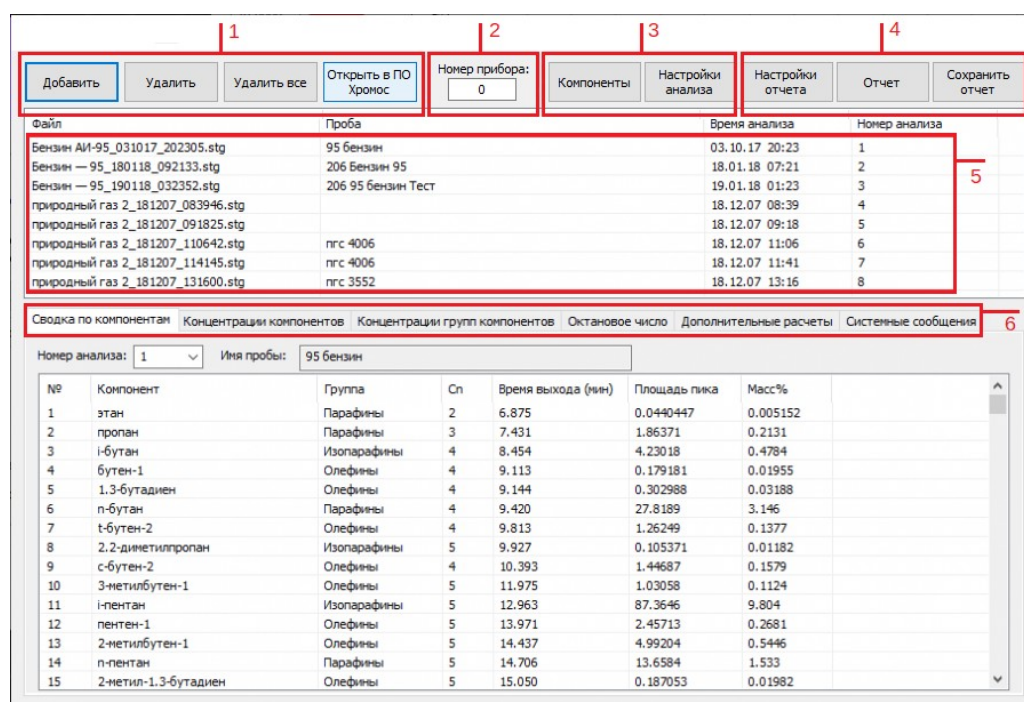 1 2 3 4
Добавить Удалить Удалить все Открыть в ПО Хромос Номер прибора: 0 Компоненты Настройки анализа Настройки отчета Отчет Сохранить отчет
Файл Проба Время анализа Номер анализа
Бензин АИ-95_031017_202305.stg 95 бензин 03.10.17 20:23 1
Бензин — 95_180118_092133.stg 206 Бензин 95 18.01.18 07:21 2
Бензин — 95_190118_032352.stg 206 95 бензин Тест 19.01.18 01:23 3
5
природный газ 2_181207_083946.stg 18.12.07 08:39 4
природный газ 2_181207_091825.stg 18.12.07 09:18 5
природный газ 2_181207_110642.stg пгс 4006 18.12.07 11:06 6
природный газ 2_181207_114145.stg пгс 4006 18.12.07 11:41 7
природный газ 2_181207_131600.stg пгс 3552 18.12.07 13:16 8
Сводка по компонентам Концентрации компонентов Концентрации групп компонентов Октановое число Дополнительные расчеты Системные сообщения 6
Номер анализа: 1 Имя пробы: 95 бензин
№ Компонент Группа Cn Время выхода (мин) Площадь пика Масс%
1 этан Парафины 2 6.875 0.0440447 0.005152
2 пропан Парафины 3 7.431 1.86371 0.2131
3 i-бутан Изопарафины 4 8.454 4.23018 0.4784
4 бутен-1 Олефины 4 9.113 0.179181 0.01955
5 1.3-бутадиен Олефины 4 9.144 0.302988 0.03188
6 n-бутан Парафины 4 9.420 27.8189 3.146
7 t-бутен-2 Олефины 4 9.813 1.26249 0.1377
8 2.2-диметилпропан Изопарафины 5 9.927 0.105371 0.01182
9 c-бутен-2 Олефины 4 10.393 1.44687 0.1579
10 3-метилбутен-1 Олефины 5 11.975 1.03058 0.1124
11 i-пентан Изопарафины 5 12.963 87.3646 9.804
12 пентен-1 Олефины 5 13.971 2.45713 0.2681
13 2-метилбутен-1 Олефины 5 14.437 4.99204 0.5446
14 n-пентан Парафины 5 14.706 13.6584 1.533
15 2-метил-1.3-бутадиен Олефины 5 15.050 0.187053 0.01982